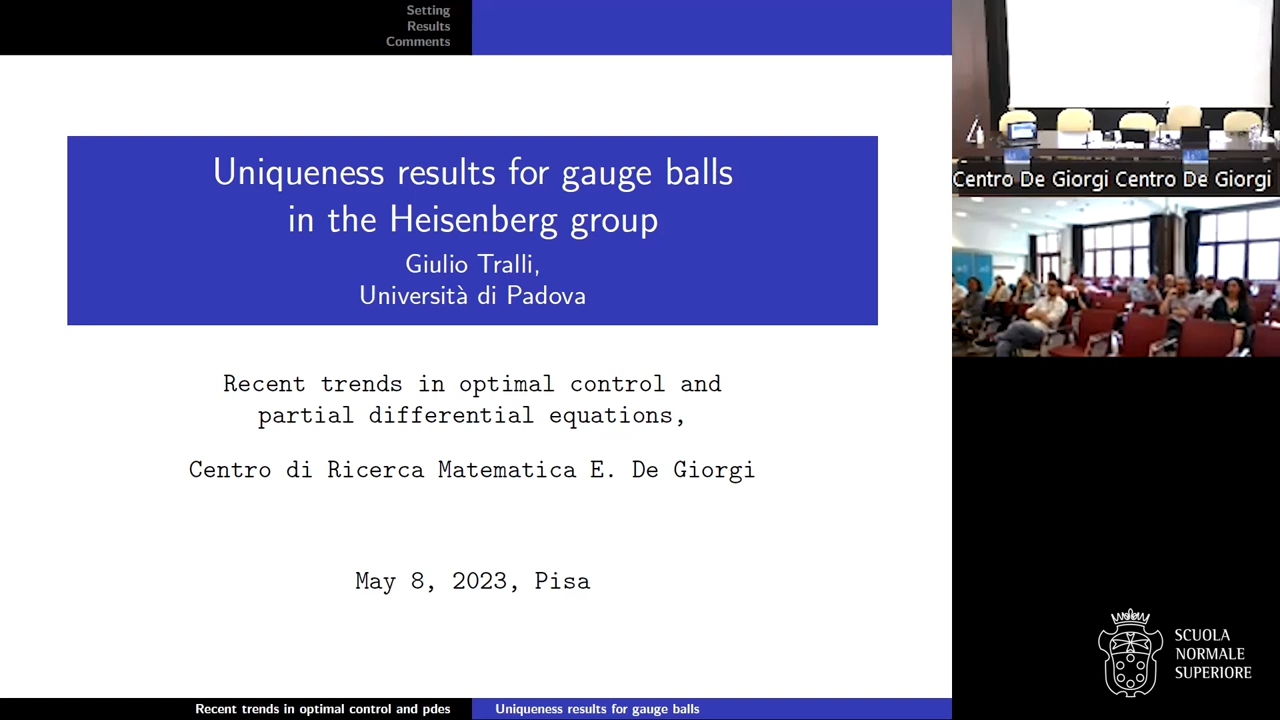 Setting
Results
Comments
Uniqueness results for gauge balls
in the Heisenberg group
Giulio Tralli,
Università di Padova
Recent trends in optimal control and
partial differential equations,
Centro di Ricerca Matematica E. De Giorgi
May 8, 2023, Pisa
Recent trends in optimal control and pdes
Uniqueness results for gauge balls
Centro De Giorgi Centro De Giorgi
SCUOLA
NORMALE
SUPERIORE